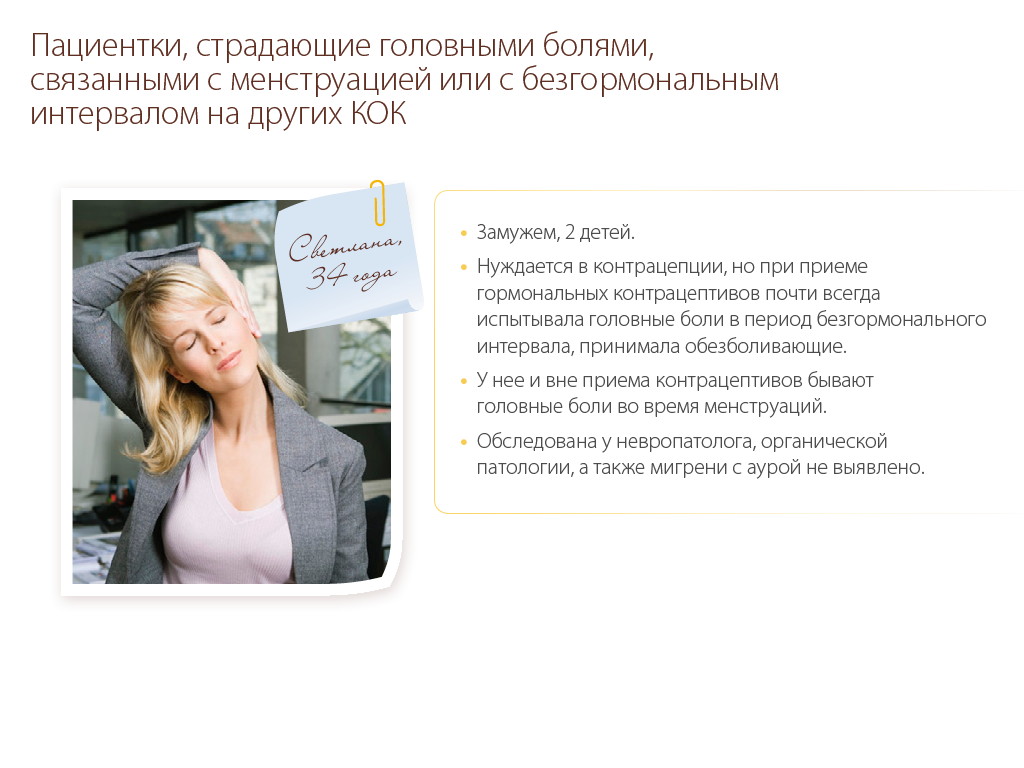 Пациентки, страдающие головными болями,
связанными с менструацией или с безгормональным
интервалом на других КОК
Светлана,
34 года
• Замужем, 2 детей.
• Нуждается в контрацепции, но при приеме
гормональных контрацептивов почти всегда
испытывала головные боли в период безгормонального
интервала, принимала обезболивающие.
• У нее и вне приема контрацептивов бывают
головные боли во время менструаций.
• Обследована у невропатолога, органической
патологии, а также мигрени с аурой не выявлено.